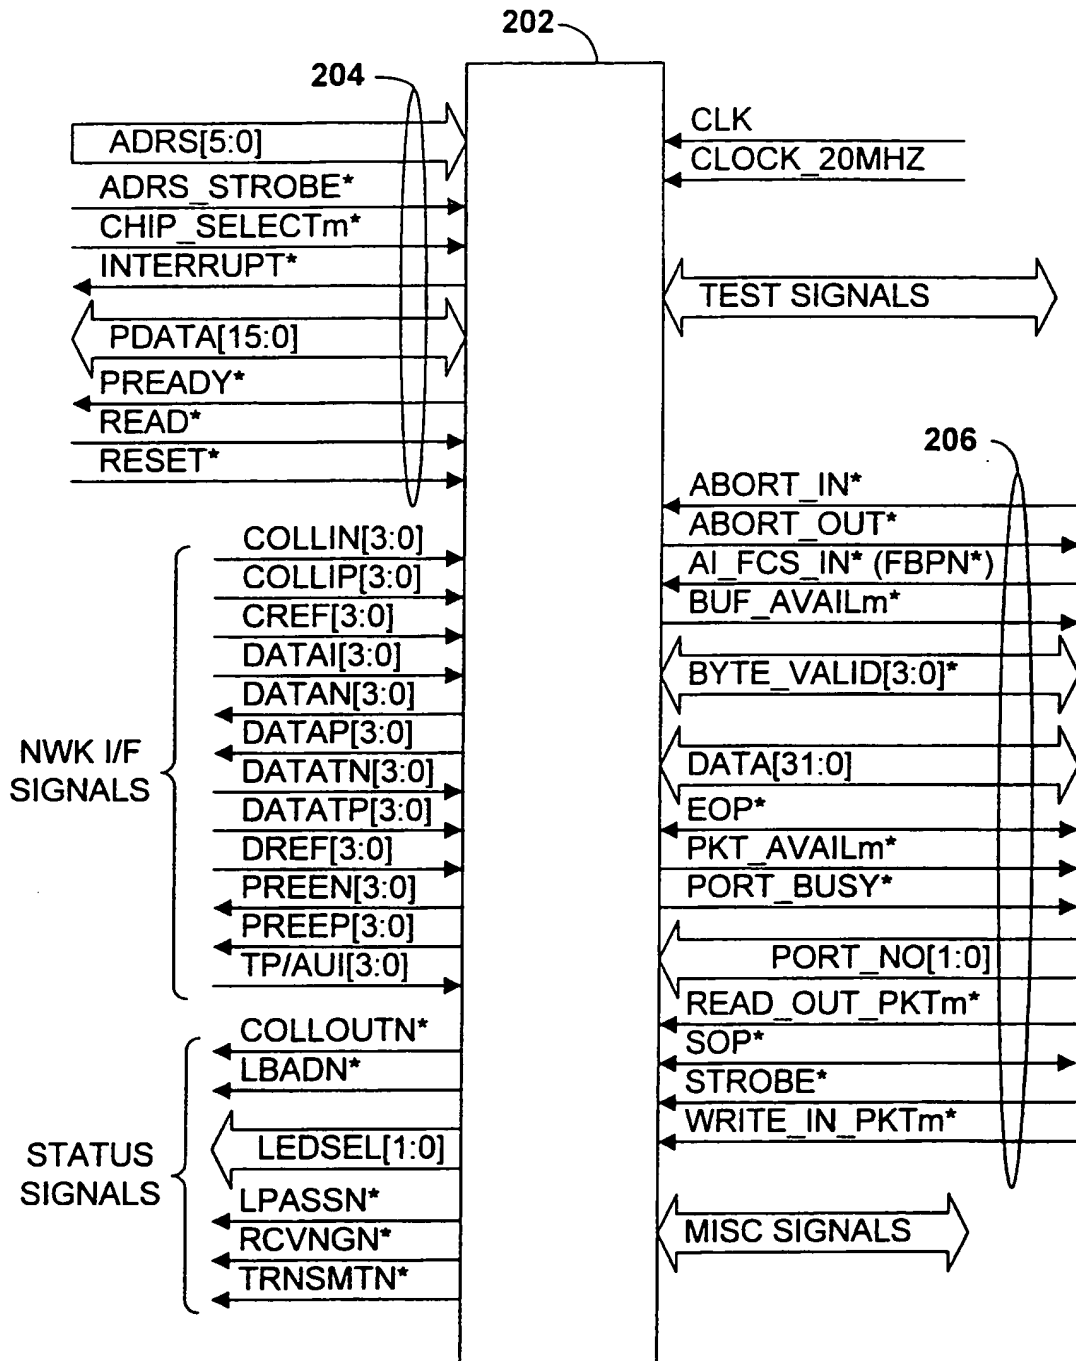 202
204
ADRS[5:0]
ADRS_STROBE*
CHIP_SELECTm*
INTERRUPT*
PDATA[15:0]
PREADY*
READ*
RESET*
CLK
CLOCK_20MHZ
TEST SIGNALS
206
ABORT_IN*
ABORT_OUT*
AI_FCS_IN* (FBPN*)
BUF_AVAILm*
BYTE_VALID[3:0]*
DATA[31:0]
EOP*
PKT_AVAILm*
PORT_BUSY*
PORT_NO[1:0]
READ_OUT_PKTm*
SOP*
STROBE*
WRITE_IN_PKTm*
MISC SIGNALS
NWK I/F
SIGNALS
COLLIN[3:0]
COLLIP[3:0]
CREF[3:0]
DATAI[3:0]
DATAN[3:0]
DATAP[3:0]
DATATN[3:0]
DATATP[3:0]
DREF[3:0]
PREEN[3:0]
PREEP[3:0]
TP/AUI[3:0]
STATUS
SIGNALS
COLLOUTN*
LBADN*
LEDSEL[1:0]
LPASSN*
RCVNGN*
TRNSMTN*